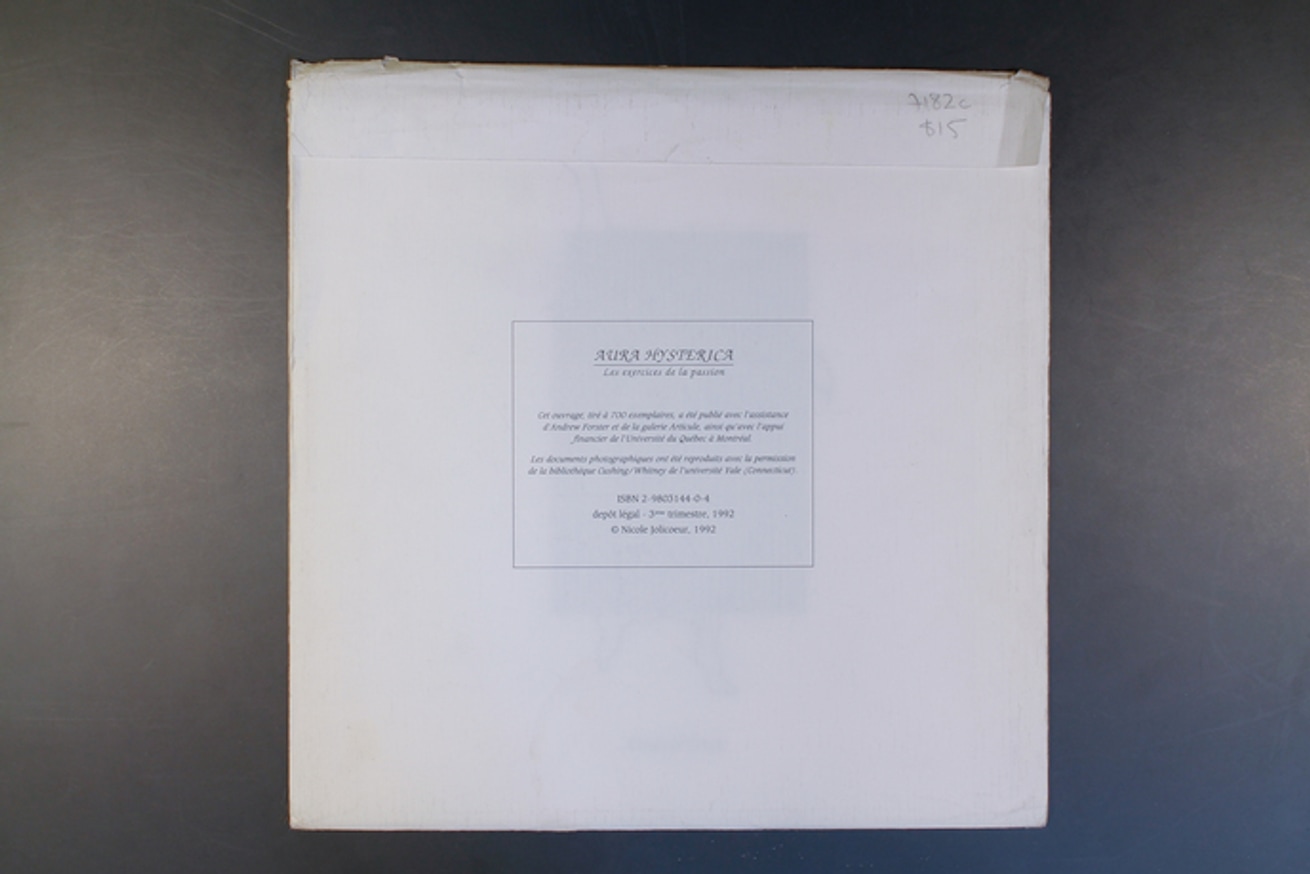 7182c
$15
AURA HYSTERICA
Les exercices de la passion
Cet ouvrage, tiré à 700 exemplaires, a été publié avec l'assistance
d'Andrew Forster et de la galerie Articule, ainsi qu'avec l'appui
financier de l'Université du Québec à Montréal.
Les documents photographiques ont été reproduits avec la permission
de la bibliothèque Cushing/Whitney de l'université Yale (Connecticut).
ISBN 2-9803144-0-4
depôt légal - 3ème trimestre, 1992
© Nicole Jolicoeur, 1992